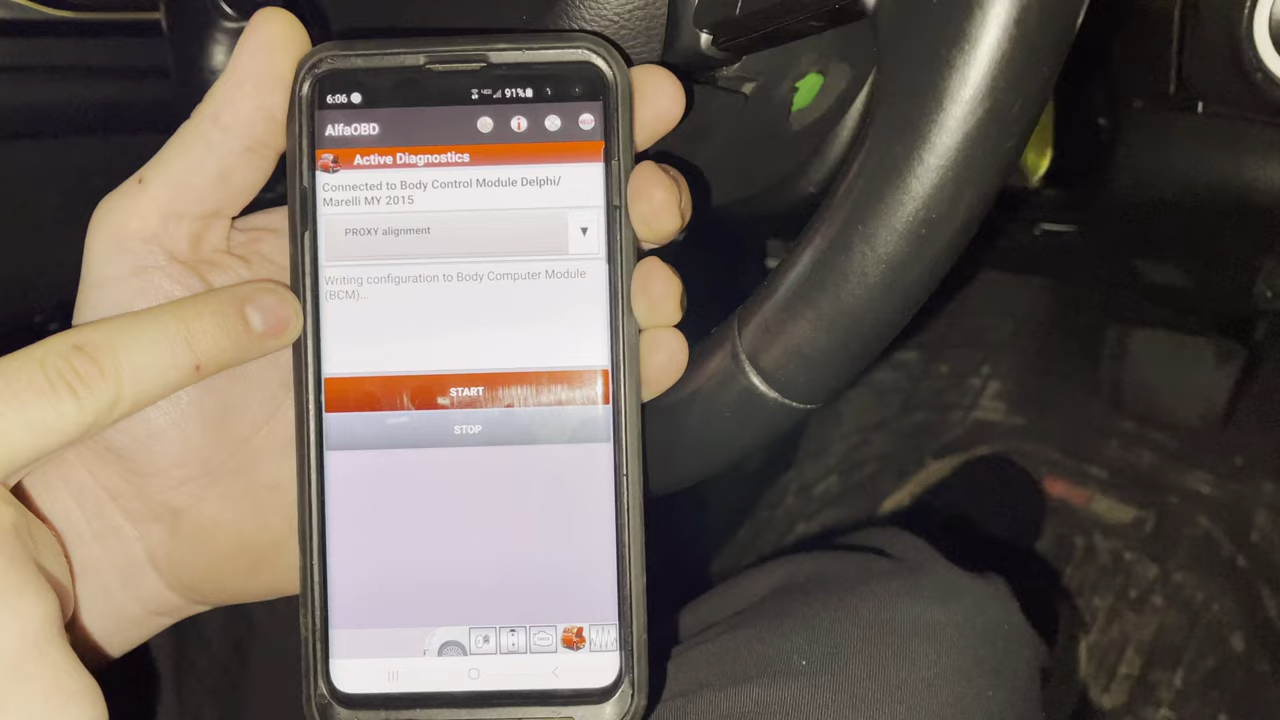 6:06
91%
AlfaOBD
HELP
Active Diagnostics
Connected to Body Control Module Delphi/
Marelli MY 2015
PROXY alignment
Writing configuration to Body Computer Module
(BCM)...
START
STOP